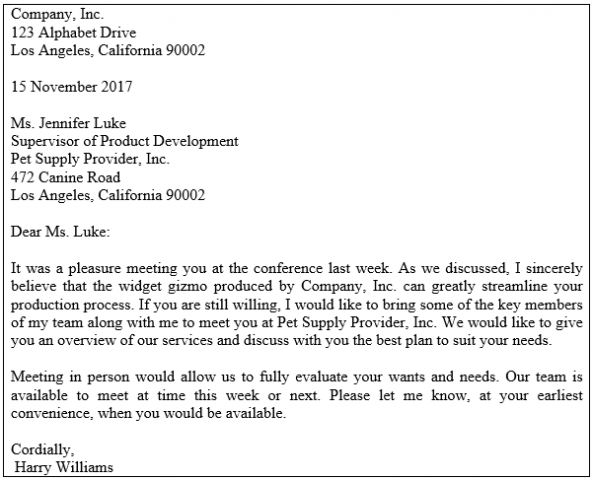 Company, Inc.
123 Alphabet Drive
Los Angeles, California 90002
15 November 2017
Ms. Jennifer Luke
Supervisor of Product Development
Pet Supply Provider, Inc.
472 Canine Road
Los Angeles, California 90002
Dear Ms. Luke:
It was a pleasure meeting you at the conference last week. As we discussed, I sincerely
believe that the widget gizmo produced by Company, Inc. can greatly streamline your
production process. If you are still willing, I would like to bring some of the key members
of my team along with me to meet you at Pet Supply Provider, Inc. We would like to give
you an overview of our services and discuss with you the best plan to suit your needs.
Meeting in person would allow us to fully evaluate your wants and needs. Our team is
available to meet at time this week or next. Please let me know, at your earliest
convenience, when you would be available.
Cordially,
Harry Williams